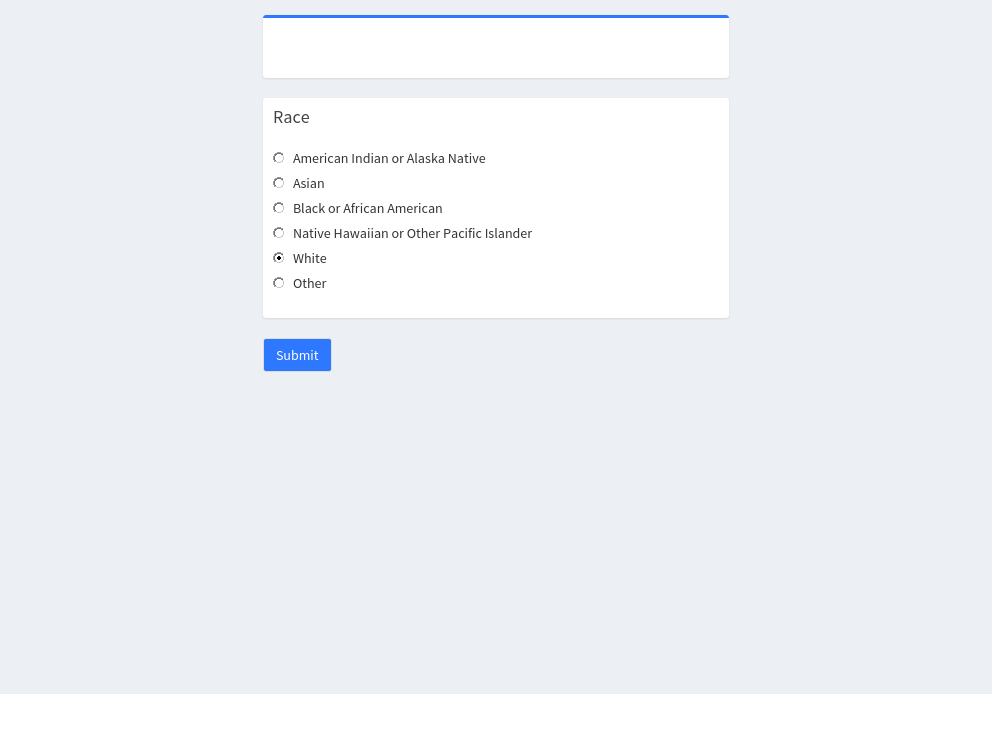 Race
American Indian or Alaska Native
Asian
Black or African American
Native Hawaiian or Other Pacific Islander
White
Other
Submit